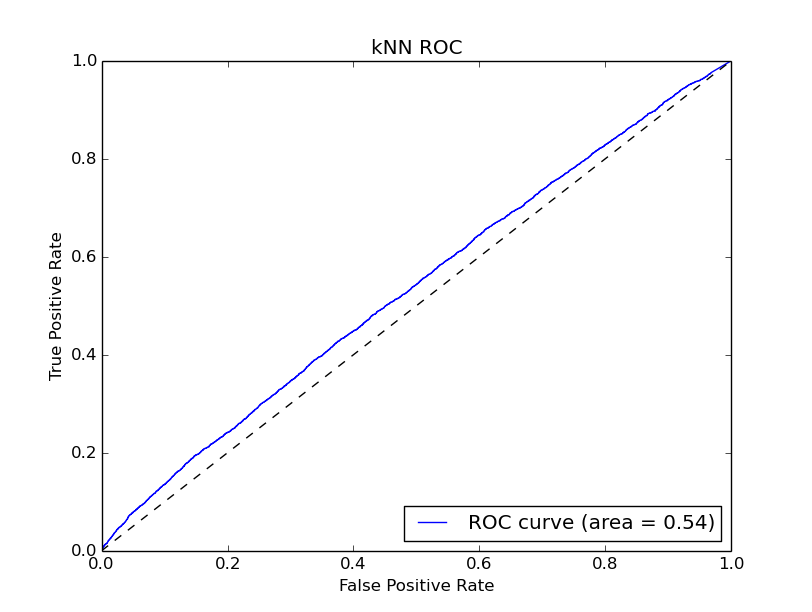 kNN ROC
1.0
0.8
0.6
0.4
0.2
0.0
True Positive Rate
ROC curve (area = 0.54)
0.0 0.2 0.4 0.6 0.8 1.0
False Positive Rate